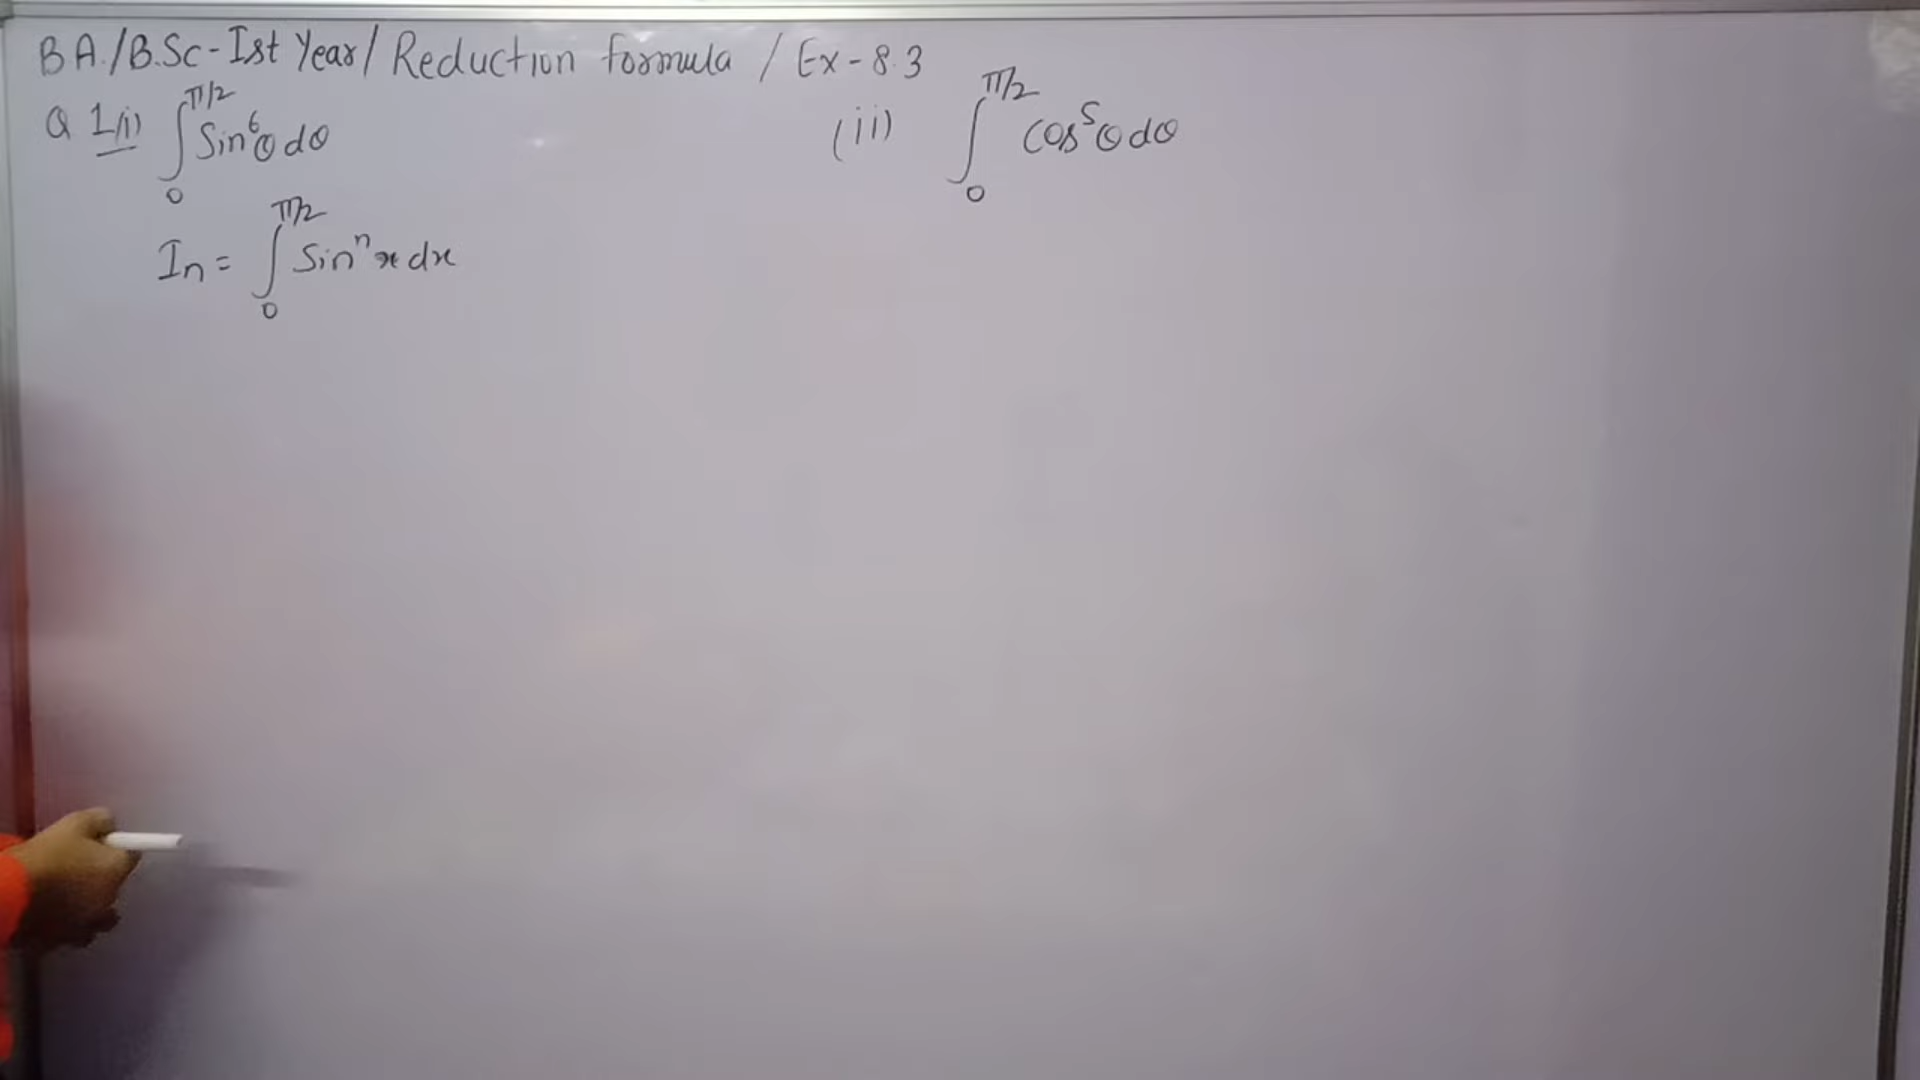 BA./B.Sc-Ist Year/ Reduction formula / Ex-8.3
Q 1(i) ∫₀^π/2 Sin⁶θ dθ (ii) ∫₀^π/2 cos⁵θ dθ
In = ∫₀^π/2 Sinⁿx dx